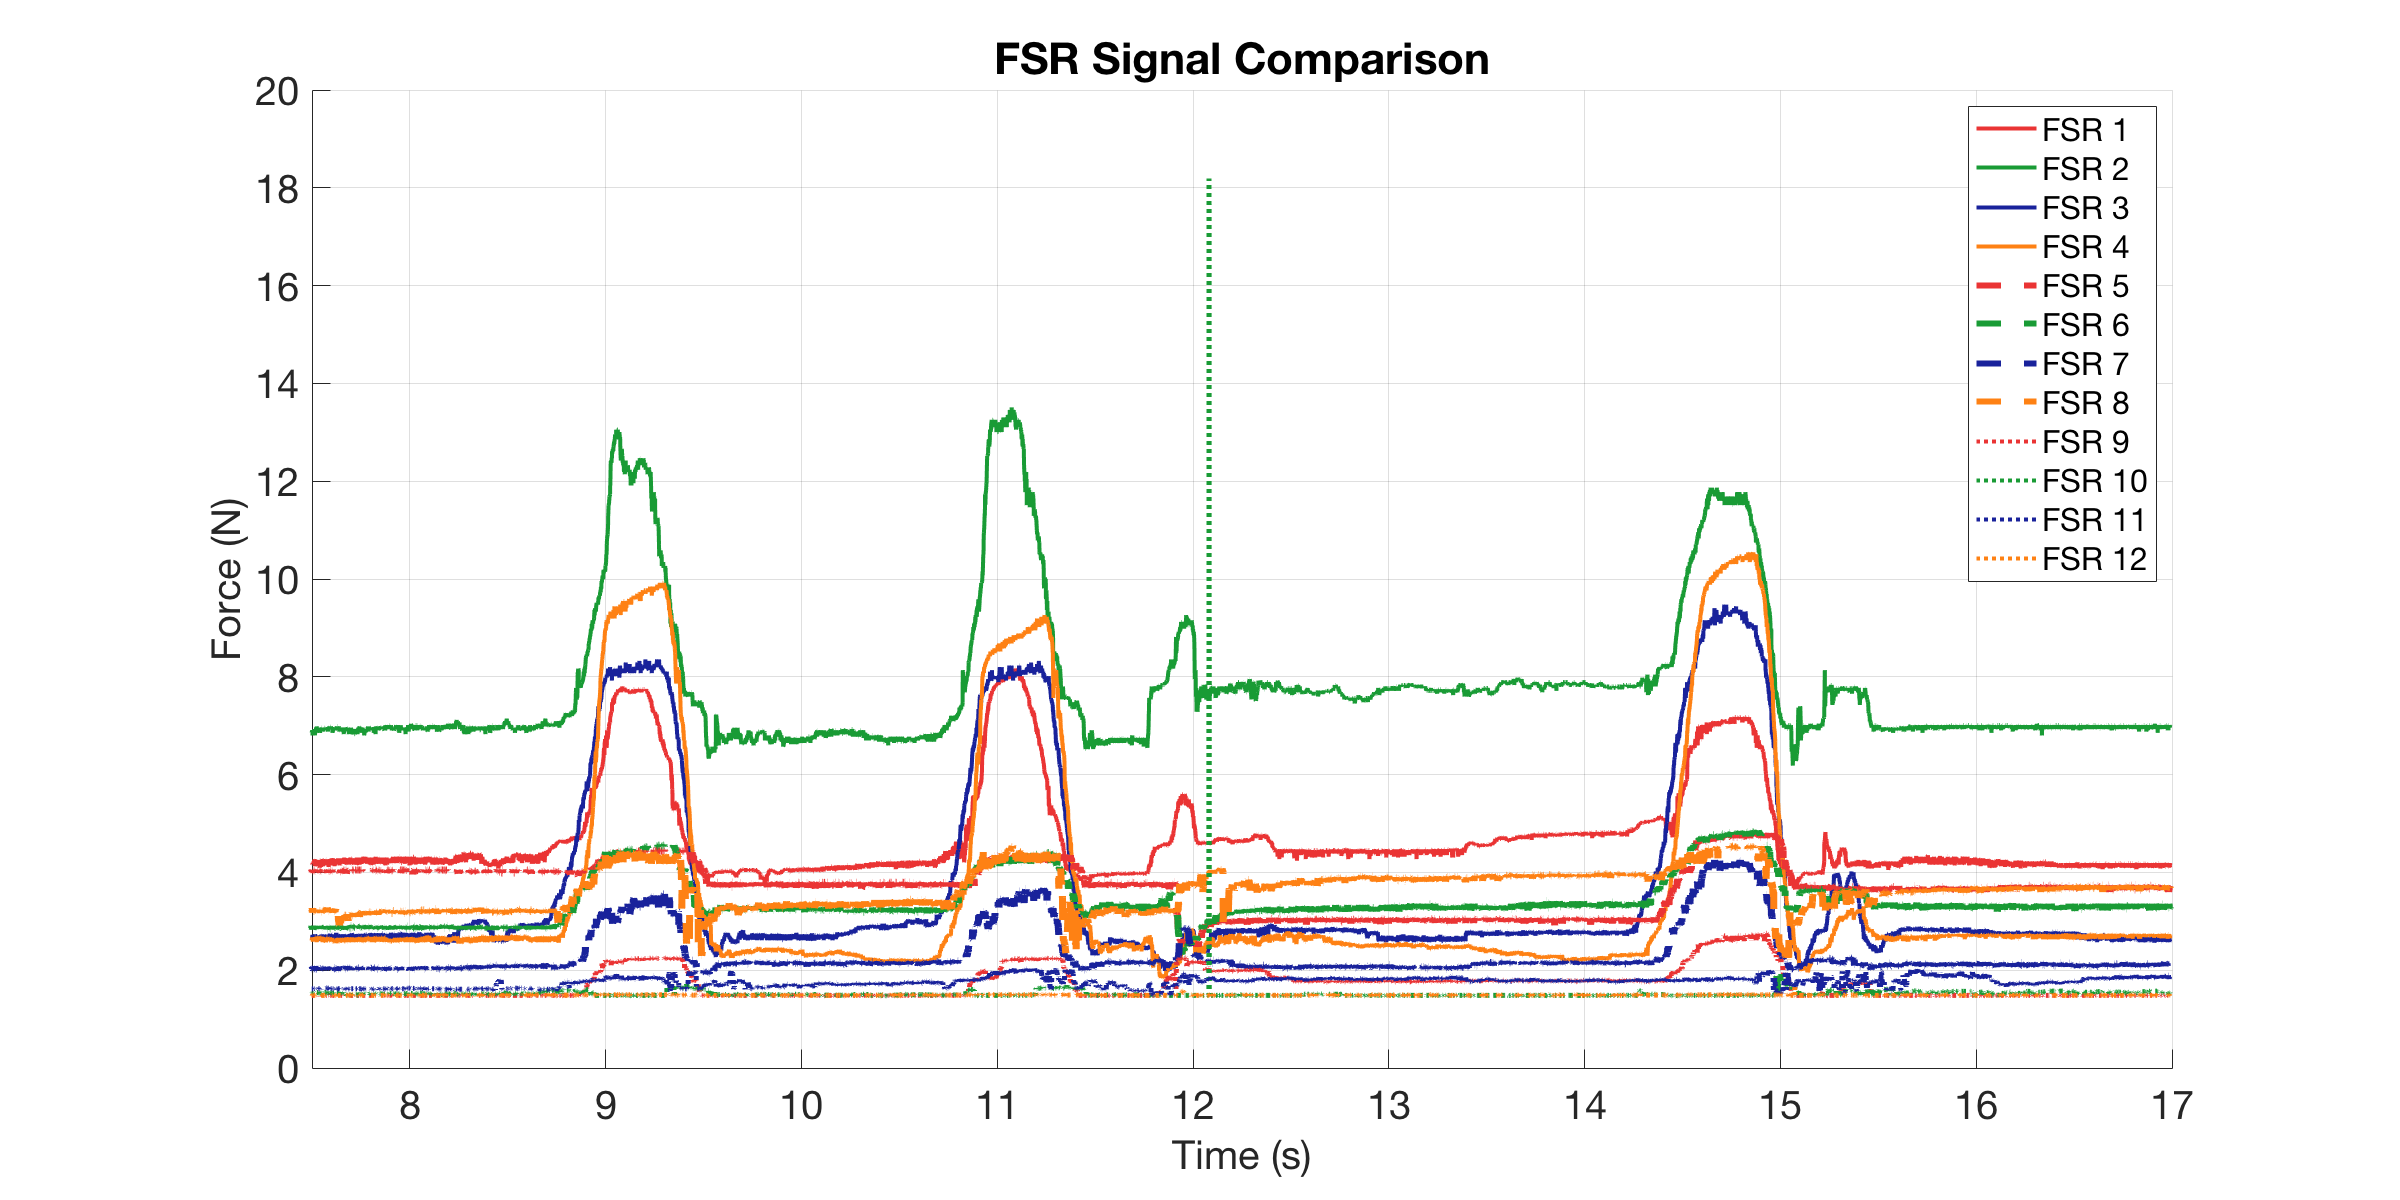 FSR Signal Comparison
20
18
16
14
12
10
8
6
4
2
0
Force (N)
FSR 1
FSR 2
FSR 3
FSR 4
FSR 5
FSR 6
FSR 7
FSR 8
FSR 9
FSR 10
FSR 11
FSR 12
8 9 10 11 12 13 14 15 16 17
Time (s)